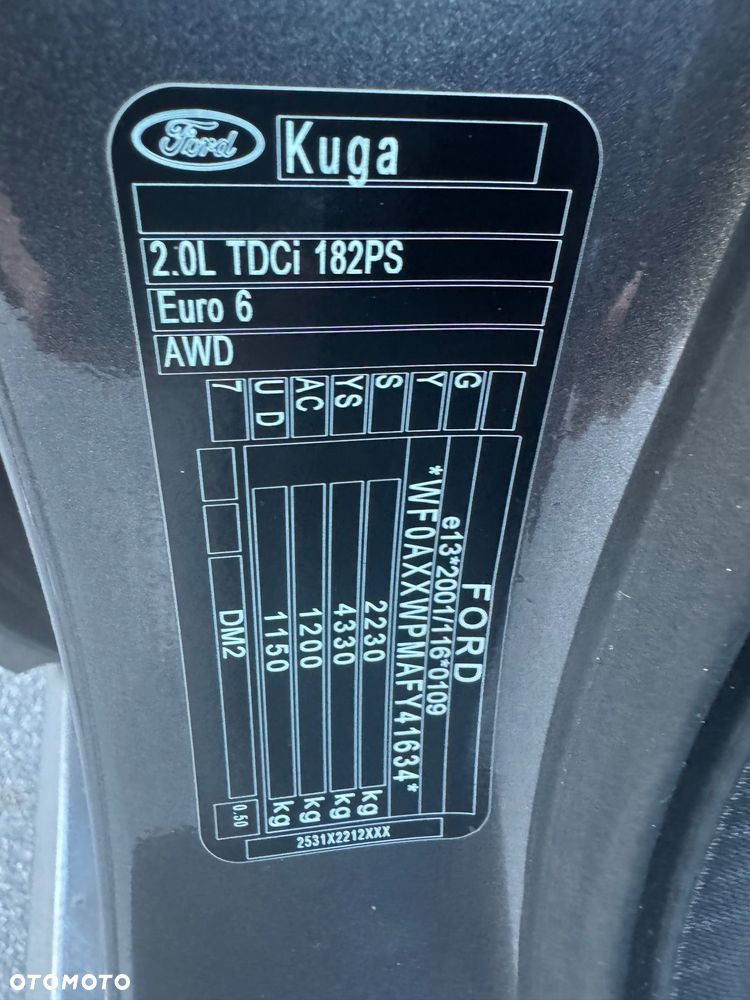 Ford
Kuga
2.0L TDCi 182PS
Euro 6
AWD
G
Y
S
YS
AC
U D
7
FORD
e13*2001/116*0109
*WF0AXXWPMAFY41634*
2230 kg
4330 kg
1200 kg
1150 kg
DM2
0.50
2531X2212XXX
OTOMOTO